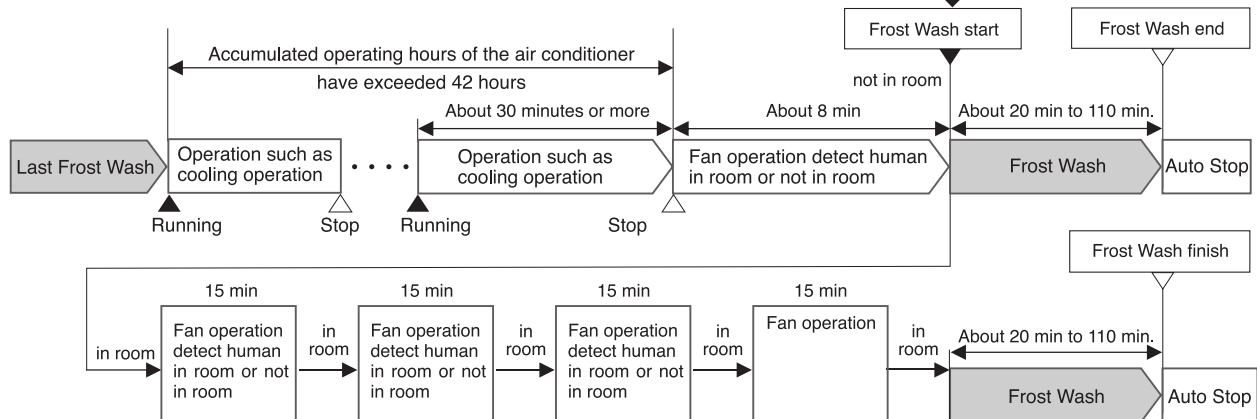 Frost Wash start
Frost Wash end
Accumulated operating hours of the air conditioner
have exceeded 42 hours
not in room
About 30 minutes or more
About 8 min
About 20 min to 110 min.
Last Frost Wash
Operation such as
cooling operation
Operation such as
cooling operation
Fan operation detect human
in room or not in room
Frost Wash
Auto Stop
Running
Stop
Running
Stop
Frost Wash finish
15 min
15 min
15 min
15 min
in room
Fan operation
detect human
in room or not
in room
in
room
Fan operation
detect human
in room or not
in room
in
room
Fan operation
detect human
in room or not
in room
in
room
Fan operation
in
room
About 20 min to 110 min.
Frost Wash
Auto Stop